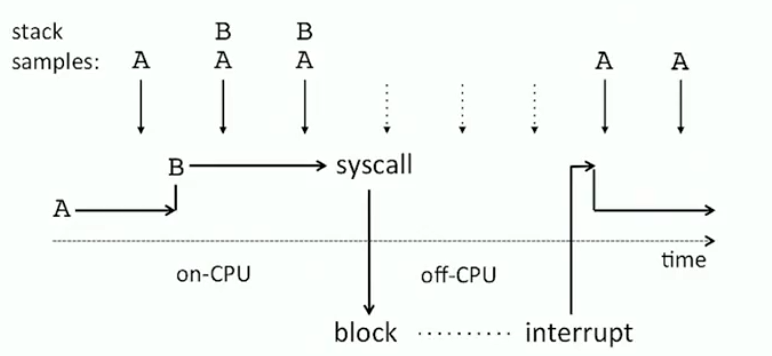 stack B B
samples: A A A A A
B syscall
A
time
on-CPU off-CPU
block interrupt